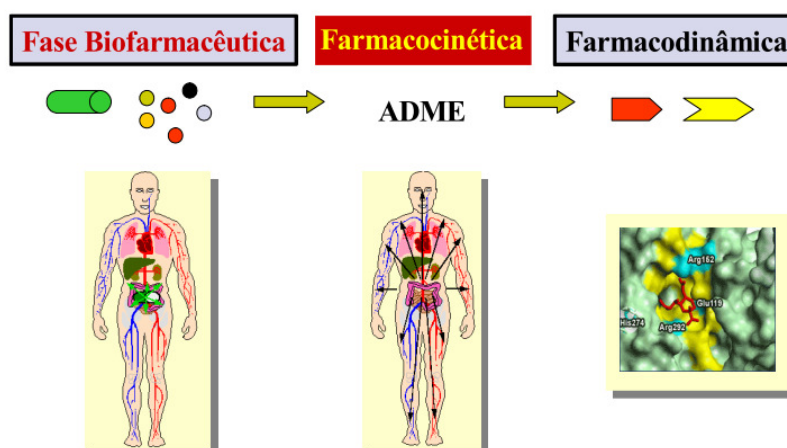 Fase Biofarmacêutica
Farmacocinética
Farmacodinâmica
ADME
Arg162
Glu119
His274
Arg292